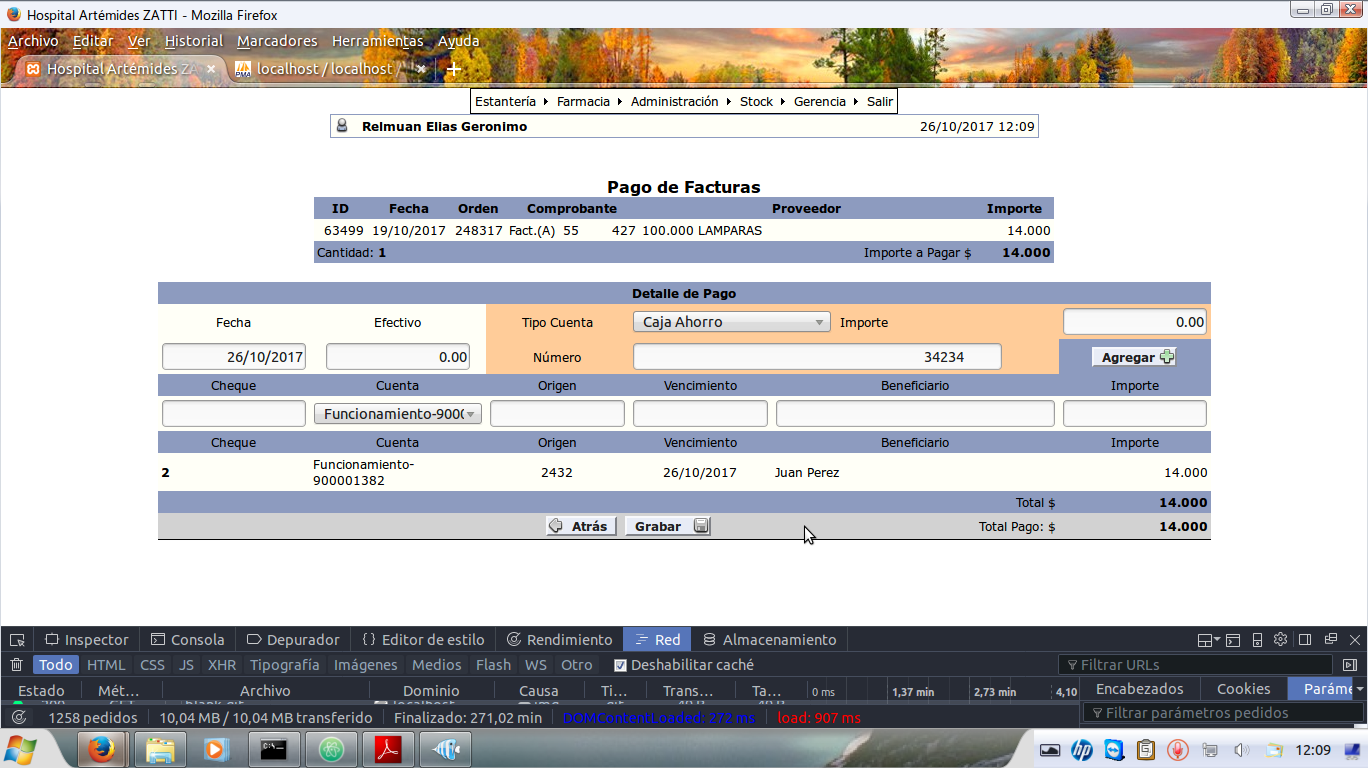 Hospital Artémides ZATTI - Mozilla Firefox
Archivo Editar Ver Historial Marcadores Herramientas Ayuda
Hospital Artémides ZA × localhost / localhost / × +
Estantería Farmacia Administración Stock Gerencia Salir
Relmuan Elias Geronimo 26/10/2017 12:09
Pago de Facturas
ID Fecha Orden Comprobante Proveedor Importe
63499 19/10/2017 248317 Fact.(A) 55 427 100.000 LAMPARAS 14.000
Cantidad: 1 Importe a Pagar $ 14.000
Detalle de Pago
Fecha Efectivo Tipo Cuenta Caja Ahorro Importe 0.00
26/10/2017 0.00 Número 34234 Agregar
Cheque Cuenta Origen Vencimiento Beneficiario Importe
Funcionamiento-900
Cheque Cuenta Origen Vencimiento Beneficiario Importe
2 Funcionamiento-900001382 2432 26/10/2017 Juan Perez 14.000
Total $ 14.000
Atrás Grabar Total Pago: $ 14.000
Inspector Consola Depurador {} Editor de estilo Rendimiento Red Almacenamiento
Todo HTML CSS JS XHR Tipografía Imágenes Medios Flash WS Otro Deshabilitar caché Filtrar URLs
Estado Mét... Archivo Dominio Causa Ti... Trans... Ta... 0 ms 1,37 min 2,73 min 4,10 Encabezados Cookies Paráme
1258 pedidos 10,04 MB / 10,04 MB transferido Finalizado: 271,02 min DOMContentLoaded: 272 ms load: 907 ms Filtrar parámetros pedidos
12:09